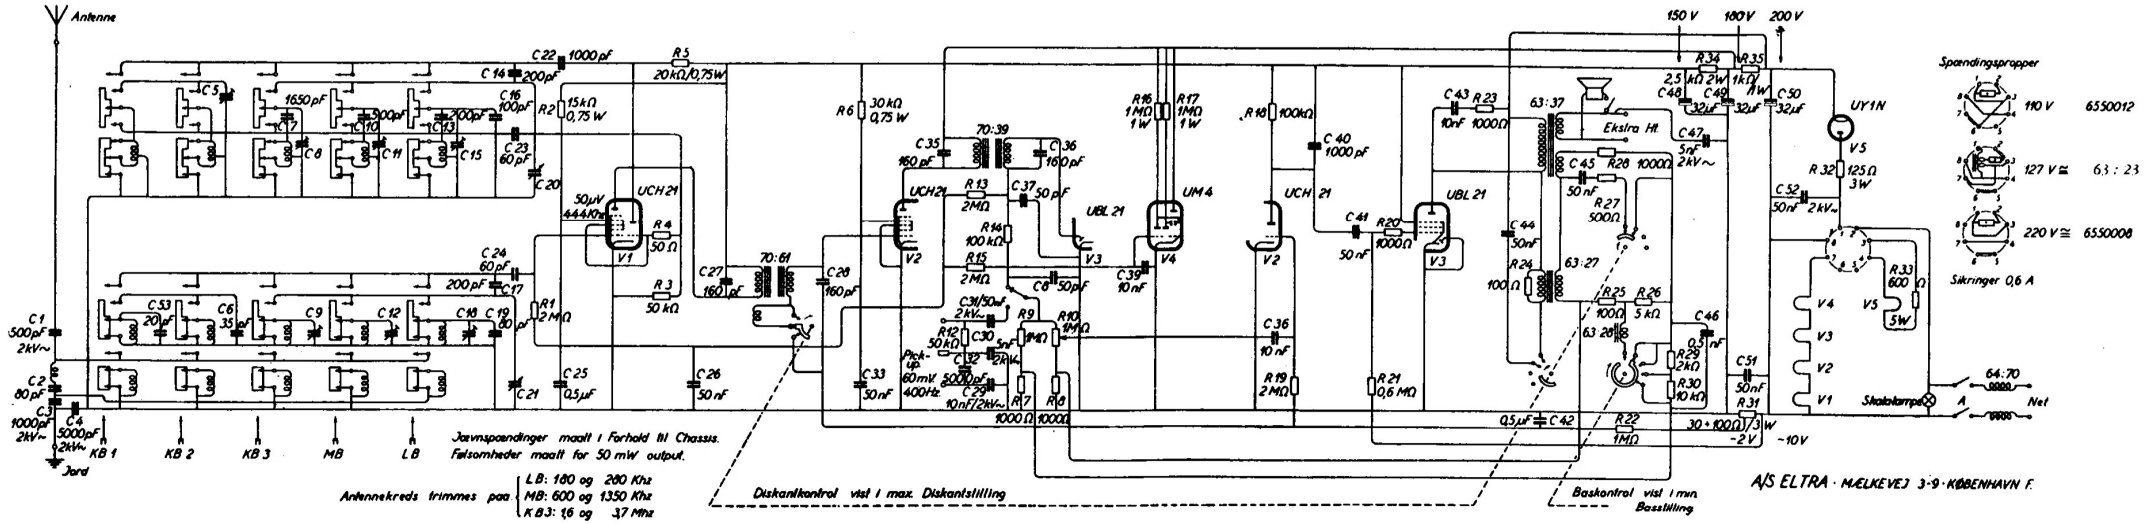 Antenne
C 22 1000 pF
C 14
200 pF
R 5
20 kΩ/0,75 W
C 5
1650 pF
C 7
C 8
500 pF
C 10
C 11
200 pF
C 13
C 15
C 16
100 pF
R 2
15 kΩ
0,75 W
C 23
60 pF
C 20
50 μV
444 Khz
UCH 21
V 1
R 4
50 Ω
R 3
50 kΩ
C 24
60 pF
C 17
200 pF
C 1
500 pF
2 kV~
C 2
80 pF
C 3
1000 pF
2 kV~
C 4
5000 pF
2 kV~
Jord
C 53
20 pF
C 6
35 pF
C 9
C 12
C 18
C 19
80 pF
R 1
2 MΩ
C 21
C 25
0,5 μF
C 26
50 nF
KB 1
KB 2
KB 3
MB
LB
R 6
30 kΩ
0,75 W
C 27
160 pF
70:61
C 28
160 pF
C 33
50 nF
C 35
160 pF
UCH 21
V 2
70:39
C 36
160 pF
R 13
2 MΩ
C 37
50 pF
R 14
100 kΩ
R 15
2 MΩ
C 8
50 pF
UBL 21
V 3
C 31/50 nF
2 kV~
R 12
50 kΩ
C 30
5 nF
2 kV~
Pick-
up.
60 mV.
400 Hz.
C 32
5000 pF
C 29
10 nF/2 kV~
R 9
1 MΩ
R 10
1 MΩ
R 7
1000 Ω
R 8
1000 Ω
R 16
1 MΩ
1 W
R 17
1 MΩ
1 W
UM 4
V 4
C 39
10 nF
R 18
100 kΩ
C 40
1000 pF
UCH 21
V 2
C 36
10 nF
R 19
2 MΩ
C 41
50 nF
R 20
1000 Ω
R 21
0,6 MΩ
UBL 21
V 3
C 43
10 nF
R 23
1000 Ω
63:37
Ekstra Ht.
C 47
5 nF
2 kV~
R 28
1000 Ω
C 45
50 nF
R 27
500 Ω
C 44
50 nF
R 24
100 Ω
63:27
R 25
100 Ω
R 26
5 kΩ
63:28
C 46
0,5 nF
R 29
2 kΩ
R 30
10 kΩ
0,5 μF C 42
R 22
1 MΩ
150 V
180 V
200 V
R 34
2,5 kΩ 2 W
R 35
1 kΩ/
1 W
C 48
32 μF
C 49
32 μF
C 50
32 μF
UY 1 N
V 5
R 32
125 Ω
3 W
C 52
50 nF
2 kV~
C 51
50 nF
R 31
30 + 100 Ω/3 W
-2 V
-10 V
8
1
2
3
4
5
6
7
V 4
V 3
V 2
V 1
V 5
R 33
600 Ω
5 W
Skalalampe
A
64:70
Net
Spændingspropper
110 V 6550012
127 V ≅ 63 : 23
220 V ≅ 6550008
Sikringer 0,6 A
Jævnspændinger maalt i Forhold til Chassis.
Følsomheder maalt for 50 mW output.
Antennekreds trimmes paa
LB: 180 og 280 Khz
MB: 600 og 1350 Khz
KB3: 1,6 og 3,7 Mhz
Diskantkontrol vist i max. Diskantstilling
Baskontrol vist i min.
Basstilling.
A/S ELTRA · MÆLKEVEJ 3-9 · KØBENHAVN F.